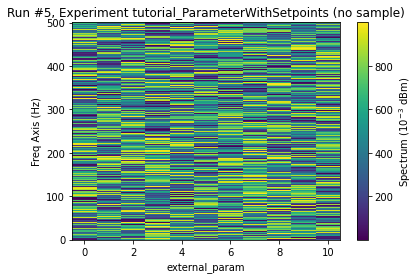 Run #5, Experiment tutorial_ParameterWithSetpoints (no sample)
500
400
300
200
100
0
Freq Axis (Hz)
0 2 4 6 8 10
external_param
800
600
400
200
Spectrum (10⁻³ dBm)